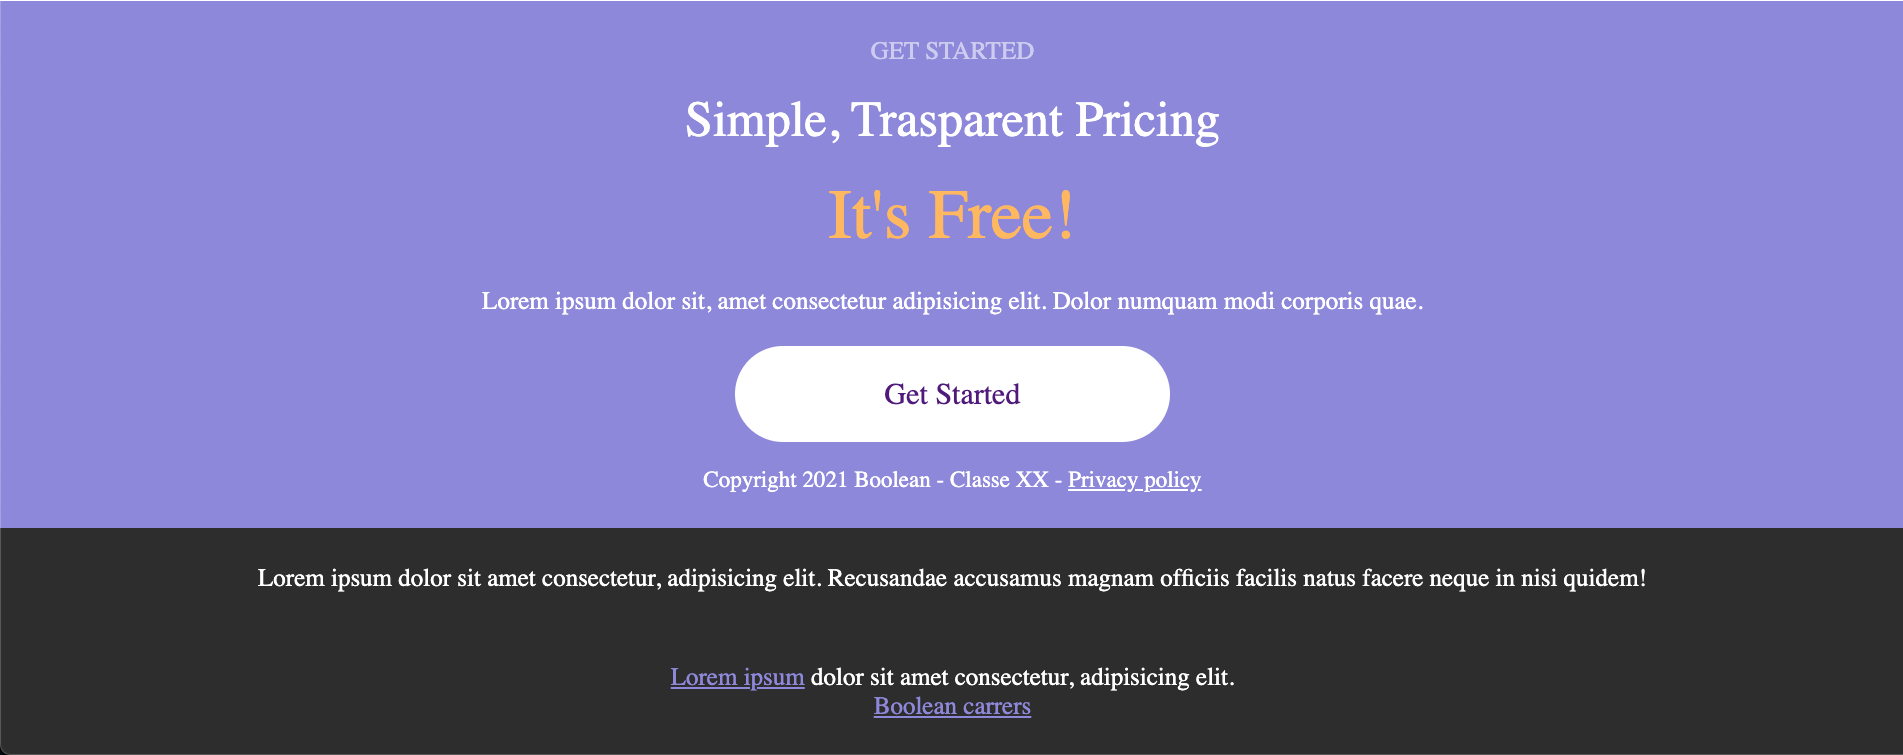 GET STARTED
Simple, Trasparent Pricing
It's Free!
Lorem ipsum dolor sit, amet consectetur adipisicing elit. Dolor numquam modi corporis quae.
Get Started
Copyright 2021 Boolean - Classe XX - Privacy policy
Lorem ipsum dolor sit amet consectetur, adipisicing elit. Recusandae accusamus magnam officiis facilis natus facere neque in nisi quidem!
Lorem ipsum dolor sit amet consectetur, adipisicing elit.
Boolean carrers